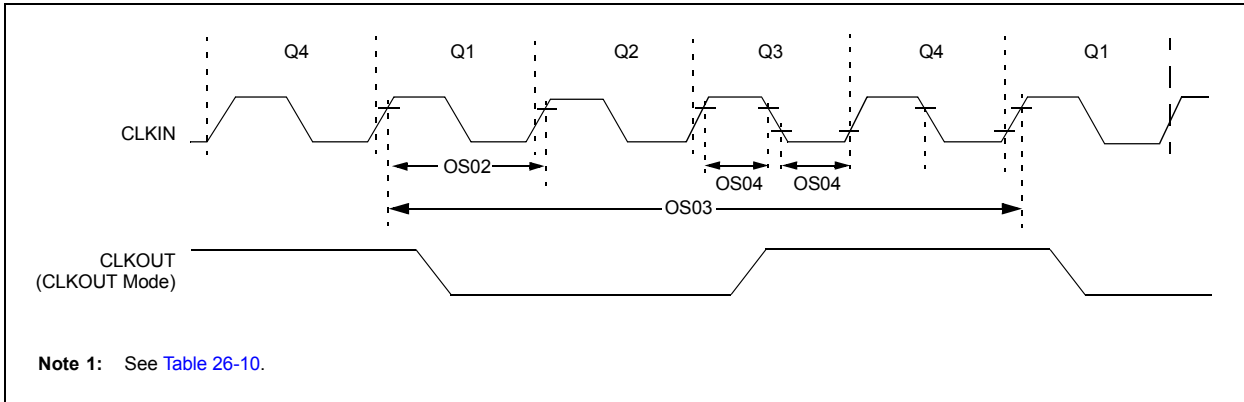 Q4 Q1 Q2 Q3 Q4 Q1
CLKIN
OS02
OS04 OS04
OS03
CLKOUT
(CLKOUT Mode)
Note 1: See Table 26-10.